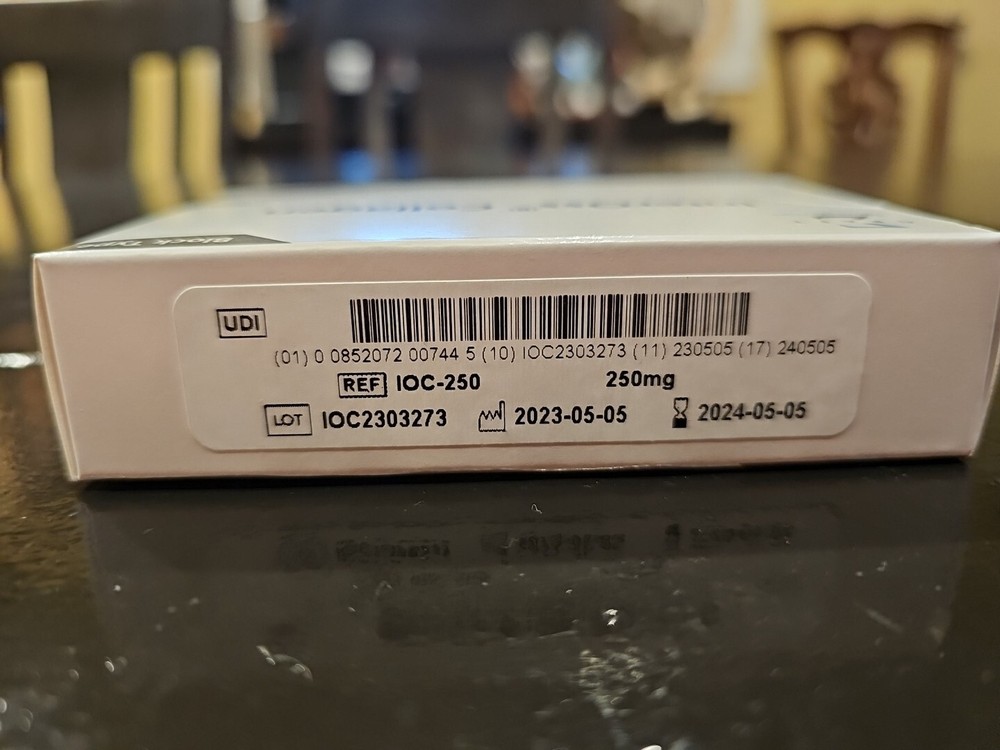 UDI
(01) 0 0852072 00744 5 (10) IOC2303273 (11) 230505 (17) 240505
REF IOC-250 250mg
LOT IOC2303273 2023-05-05 2024-05-05